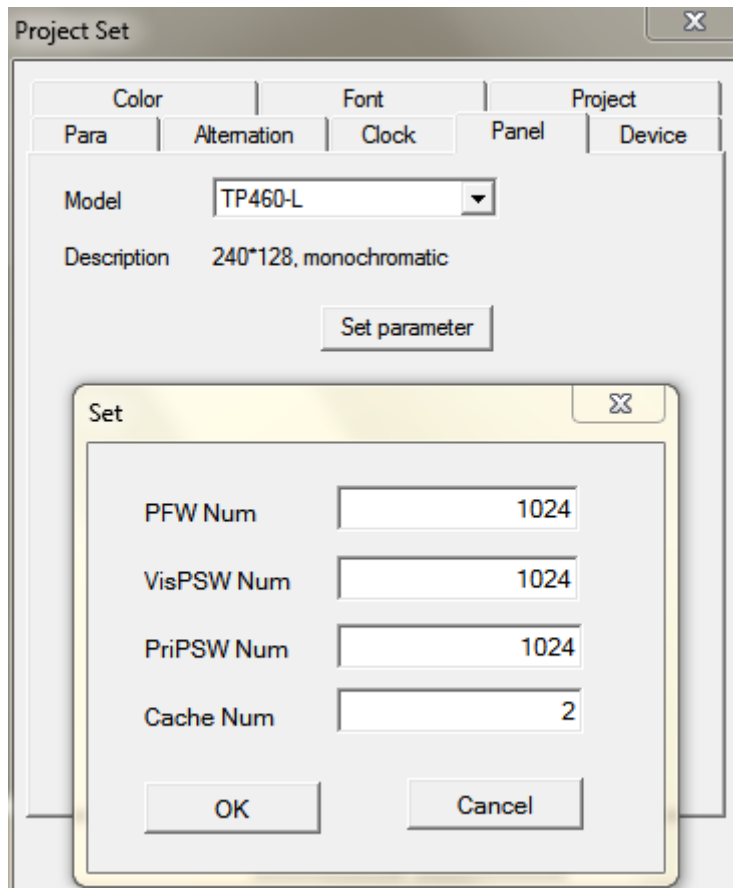 Project Set
Color Font Project
Para Alternation Clock Panel Device
Model TP460-L
Description 240*128, monochromatic
Set parameter
Set
PFW Num 1024
VisPSW Num 1024
PriPSW Num 1024
Cache Num 2
OK Cancel